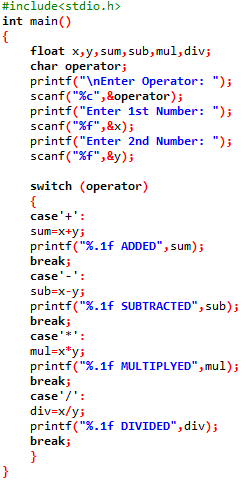 #include<stdio.h>
int main()
{
float x,y,sum,sub,mul,div;
char operator;
printf("\nEnter Operator: ");
scanf("%c",&operator);
printf("Enter 1st Number: ");
scanf("%f",&x);
printf("Enter 2nd Number: ");
scanf("%f",&y);
switch (operator)
{
case'+':
sum=x+y;
printf("%.1f ADDED",sum);
break;
case'-':
sub=x-y;
printf("%.1f SUBTRACTED",sub);
break;
case'*':
mul=x*y;
printf("%.1f MULTIPLYED",mul);
break;
case'/':
div=x/y;
printf("%.1f DIVIDED",div);
break;
}
}